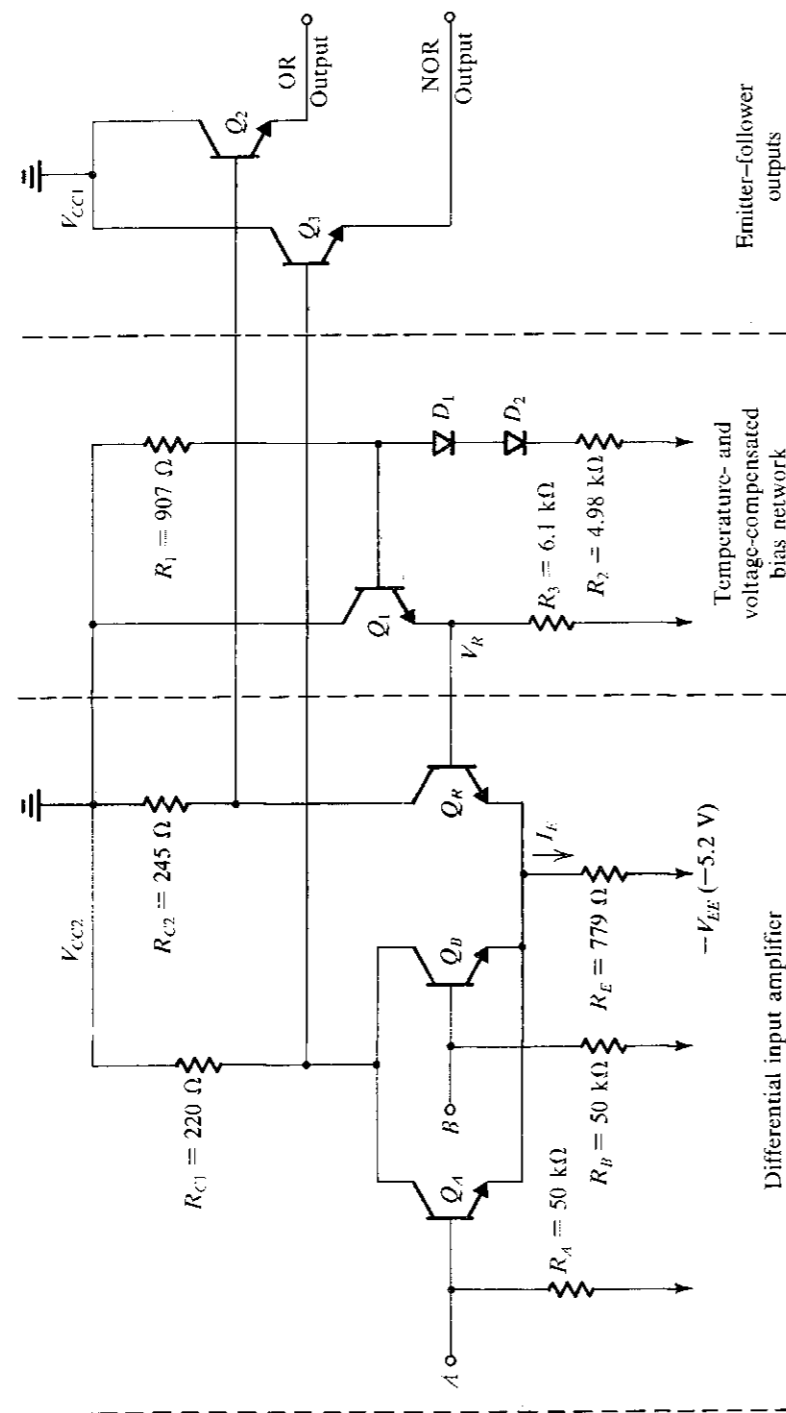 V_CC2
V_CC1
R_C1 = 220 Ω
R_C2 = 245 Ω
R_1 = 907 Ω
Q_2
Q_3
OR
Output
NOR
Output
Q_A
Q_B
Q_R
Q_1
V_R
D_1
D_2
A
B
I_E
R_A = 50 kΩ
R_B = 50 kΩ
R_E = 779 Ω
R_3 = 6.1 kΩ
R_2 = 4.98 kΩ
−V_EE (−5.2 V)
Differential input amplifier
Temperature- and
voltage-compensated
bias network
Emitter–follower
outputs